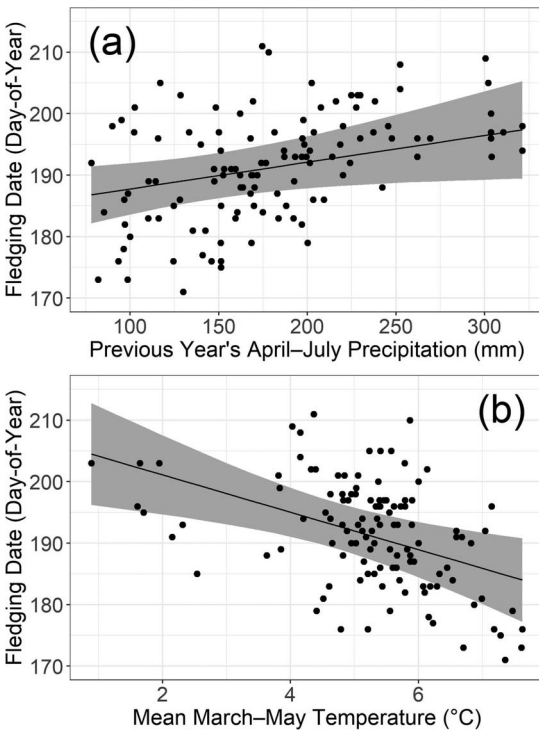 (a)
Fledging Date (Day-of-Year)
210
200
190
180
170
100 150 200 250 300
Previous Year's April–July Precipitation (mm)
(b)
Fledging Date (Day-of-Year)
210
200
190
180
170
2 4 6
Mean March–May Temperature (°C)